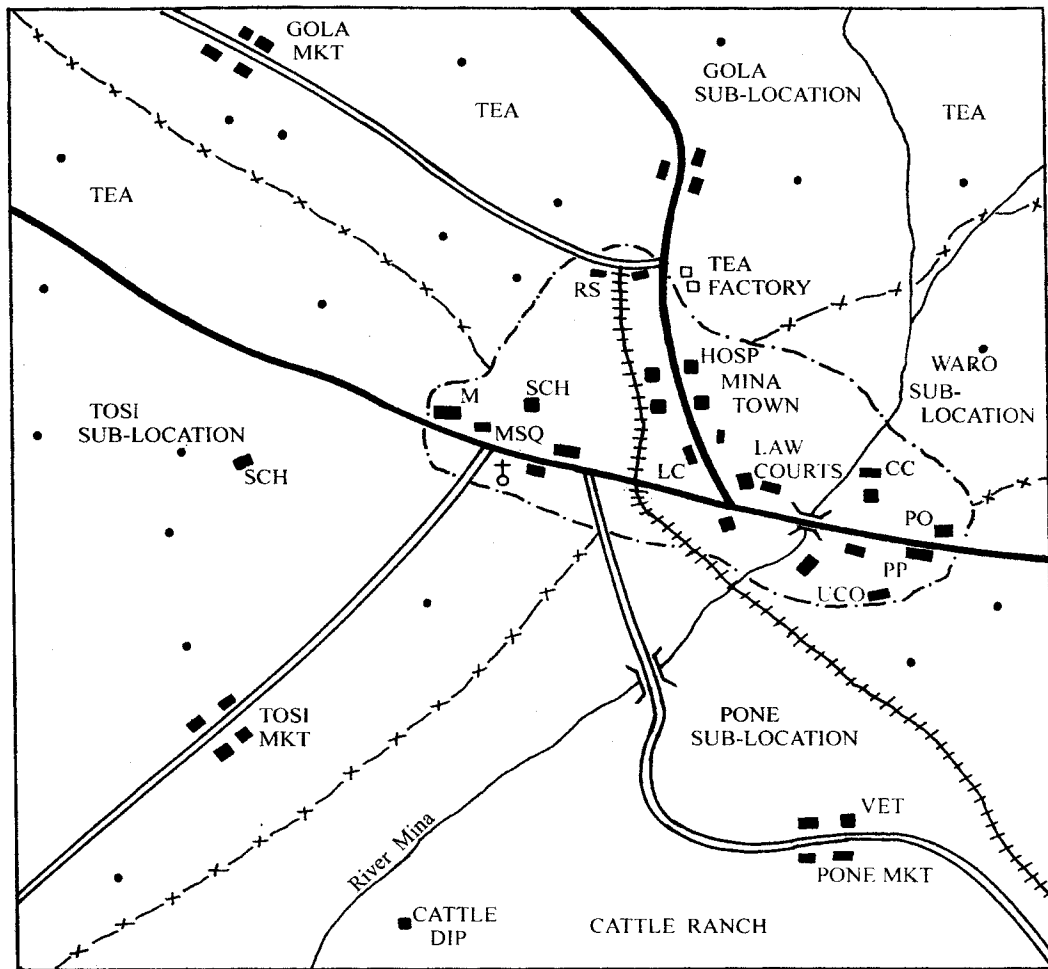 GOLA
MKT
GOLA
SUB-LOCATION
TEA
TEA
TEA
RS
TEA
FACTORY
HOSP
MINA
TOWN
WARO
SUB-
LOCATION
TOSI
SUB-LOCATION
SCH
M
SCH
MSQ
LC
LAW
COURTS
CC
PO
PP
UCO
TOSI
MKT
PONE
SUB-LOCATION
VET
PONE MKT
River Mina
CATTLE
DIP
CATTLE RANCH